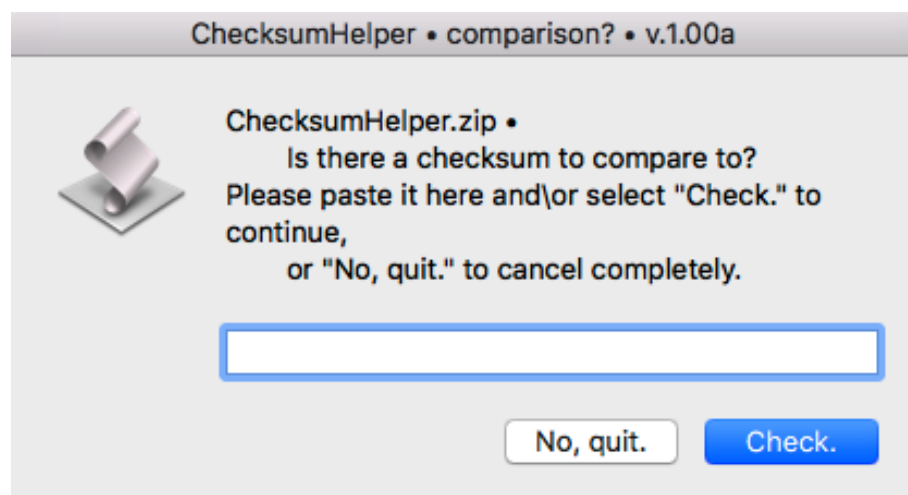 ChecksumHelper • comparison? • v.1.00a
ChecksumHelper.zip •
Is there a checksum to compare to?
Please paste it here and\or select "Check." to
continue,
or "No, quit." to cancel completely.
No, quit.
Check.